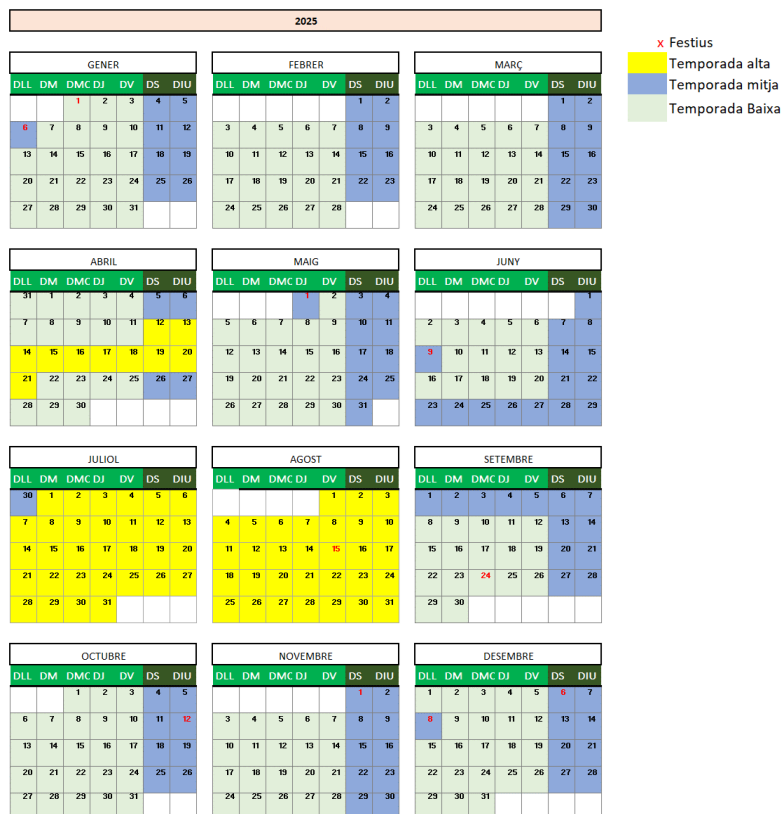 2025
x Festius
Temporada alta
Temporada mitja
Temporada Baixa
GENER FEBRER MARÇ
DLL DM DMC DJ DV DS DIU DLL DM DMC DJ DV DS DIU DLL DM DMC DJ DV DS DIU
1 2 3 4 5 1 2 1 2
6 7 8 9 10 11 12 3 4 5 6 7 8 9 3 4 5 6 7 8 9
13 14 15 16 17 18 19 10 11 12 13 14 15 16 10 11 12 13 14 15 16
20 21 22 23 24 25 26 17 18 19 20 21 22 23 17 18 19 20 21 22 23
27 28 29 30 31 24 25 26 27 28 24 25 26 27 28 29 30
ABRIL MAIG JUNY
DLL DM DMC DJ DV DS DIU DLL DM DMC DJ DV DS DIU DLL DM DMC DJ DV DS DIU
31 1 2 3 4 5 6 1 2 3 4 1
7 8 9 10 11 12 13 5 6 7 8 9 10 11 2 3 4 5 6 7 8
14 15 16 17 18 19 20 12 13 14 15 16 17 18 9 10 11 12 13 14 15
21 22 23 24 25 26 27 19 20 21 22 23 24 25 16 17 18 19 20 21 22
28 29 30 26 27 28 29 30 31 23 24 25 26 27 28 29
JULIOL AGOST SETEMBRE
DLL DM DMC DJ DV DS DIU DLL DM DMC DJ DV DS DIU DLL DM DMC DJ DV DS DIU
30 1 2 3 4 5 6 1 2 3 1 2 3 4 5 6 7
7 8 9 10 11 12 13 4 5 6 7 8 9 10 8 9 10 11 12 13 14
14 15 16 17 18 19 20 11 12 13 14 15 16 17 15 16 17 18 19 20 21
21 22 23 24 25 26 27 18 19 20 21 22 23 24 22 23 24 25 26 27 28
28 29 30 31 25 26 27 28 29 30 31 29 30
OCTUBRE NOVEMBRE DESEMBRE
DLL DM DMC DJ DV DS DIU DLL DM DMC DJ DV DS DIU DLL DM DMC DJ DV DS DIU
1 2 3 4 5 1 2 1 2 3 4 5 6 7
6 7 8 9 10 11 12 3 4 5 6 7 8 9 8 9 10 11 12 13 14
13 14 15 16 17 18 19 10 11 12 13 14 15 16 15 16 17 18 19 20 21
20 21 22 23 24 25 26 17 18 19 20 21 22 23 22 23 24 25 26 27 28
27 28 29 30 31 24 25 26 27 28 29 30 29 30 31